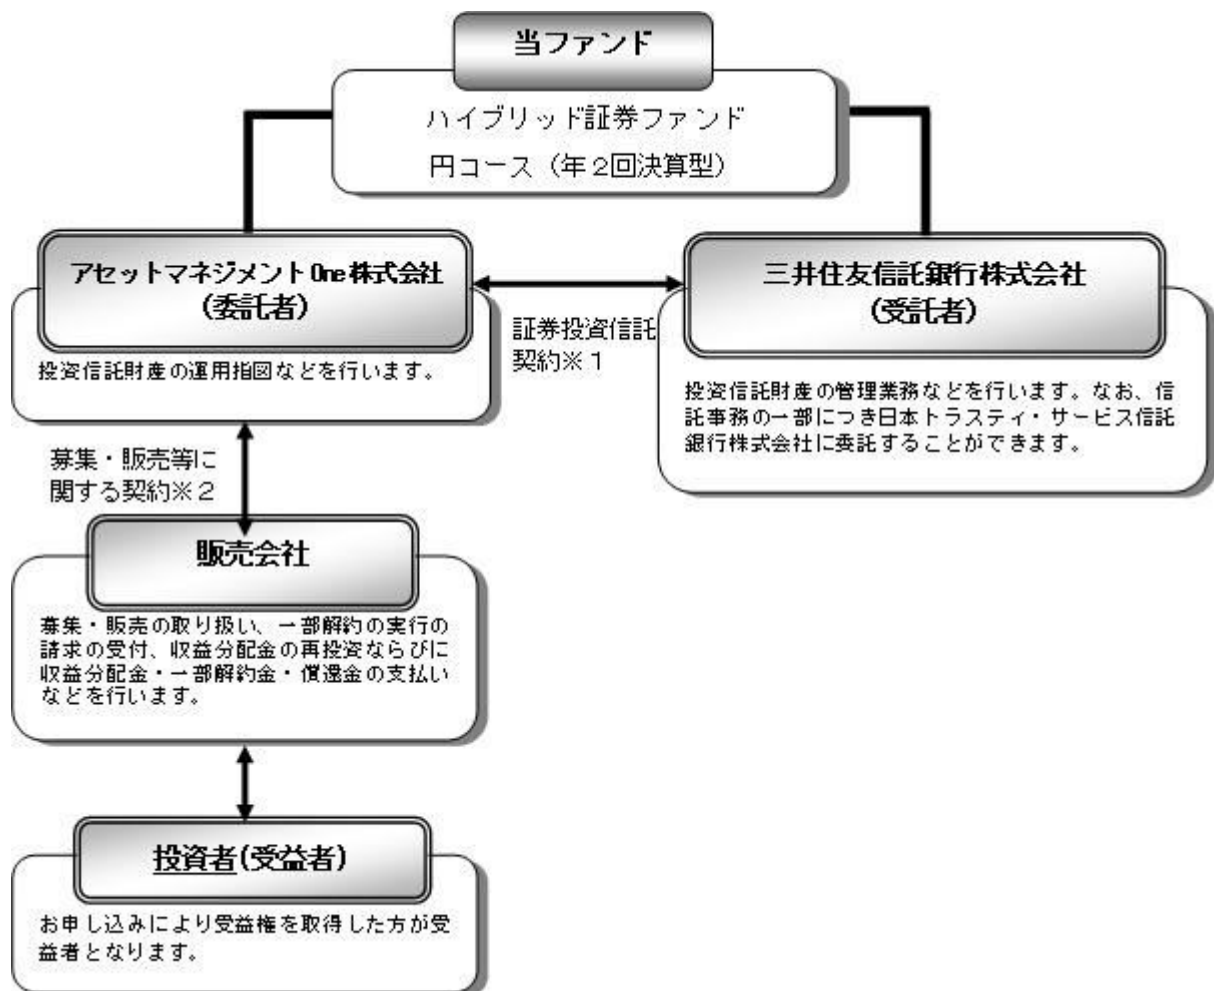 当ファンド
ハイブリッド証券ファンド
円コース（年２回決算型）
アセットマネジメントOne株式会社
(委託者)
投資信託財産の運用指図などを行います。
証券投資信託
契約※１
三井住友信託銀行株式会社
(受託者)
投資信託財産の管理業務などを行います。なお、信
託事務の一部につき日本トラスティ・サービス信託
銀行株式会社に委託することができます。
募集・販売等に
関する契約※２
販売会社
募集・販売の取り扱い、一部解約の実行の
請求の受付、収益分配金の再投資ならびに
収益分配金・一部解約金・償還金の支払い
などを行います。
投資者(受益者)
お申し込みにより受益権を取得した方が受
益者となります。